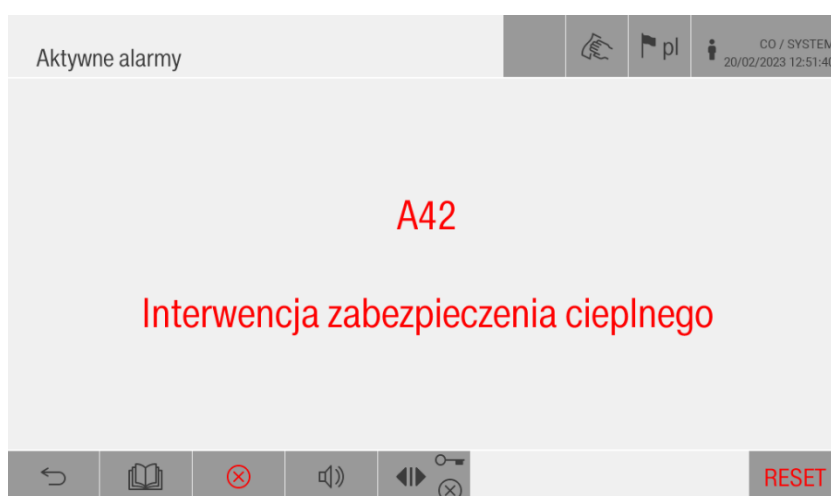 Aktywne alarmy
pl
CO / SYSTEM
20/02/2023 12:51:40
A42
Interwencja zabezpieczenia cieplnego
RESET